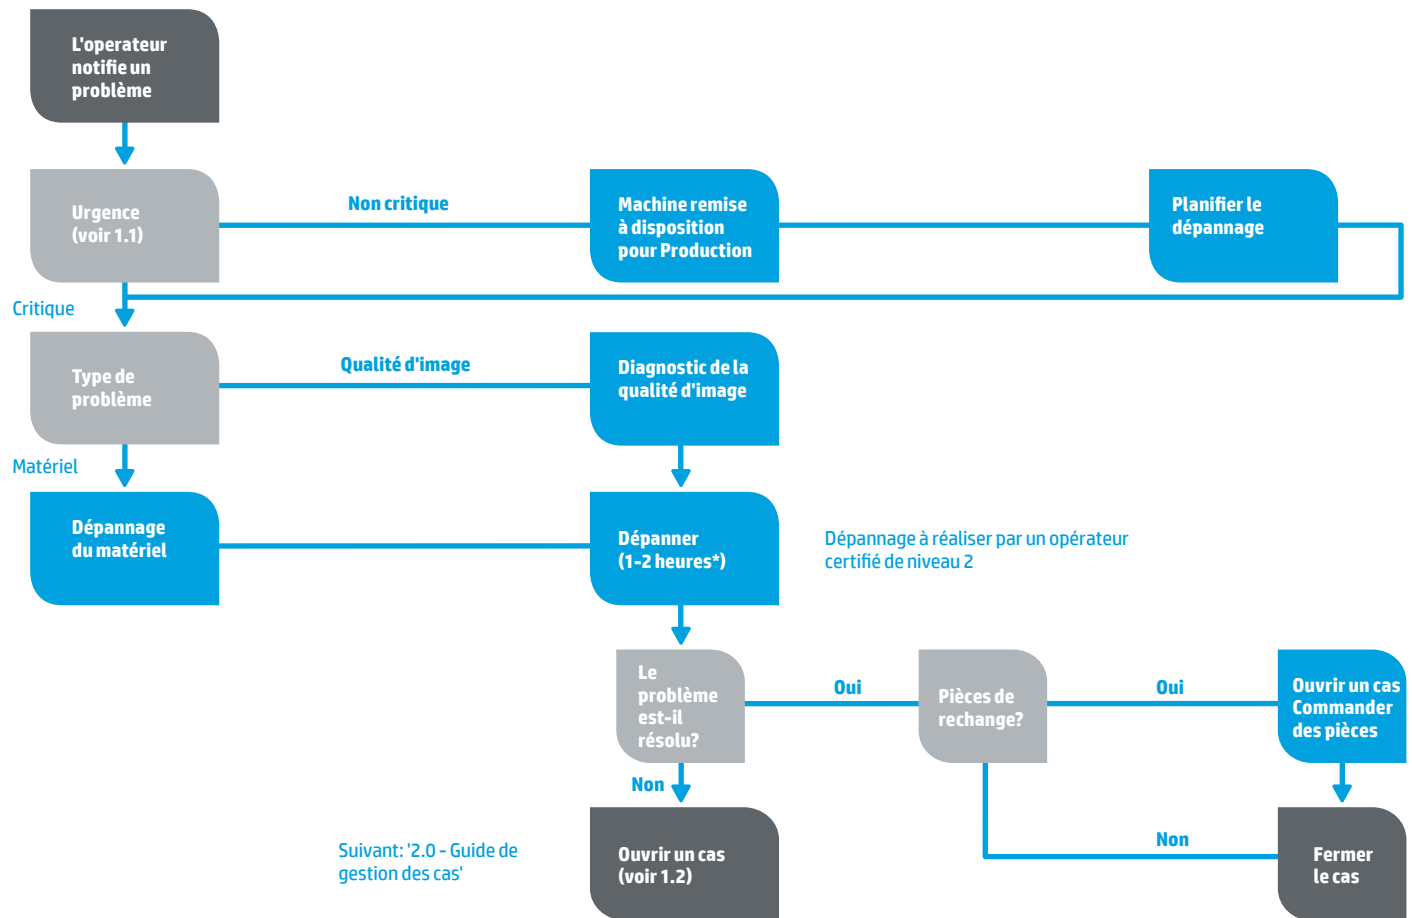 L'operateur
notifie un
problème
Urgence
(voir 1.1)
Non critique
Machine remise
à disposition
pour Production
Planifier le
dépannage
Critique
Type de
problème
Qualité d'image
Diagnostic de la
qualité d'image
Matériel
Dépannage
du matériel
Dépanner
(1-2 heures*)
Dépannage à réaliser par un opérateur
certifié de niveau 2
Le
problème
est-il
résolu?
Oui
Pièces de
rechange?
Oui
Ouvrir un cas
Commander
des pièces
Non
Suivant: '2.0 - Guide de
gestion des cas'
Ouvrir un cas
(voir 1.2)
Non
Fermer
le cas